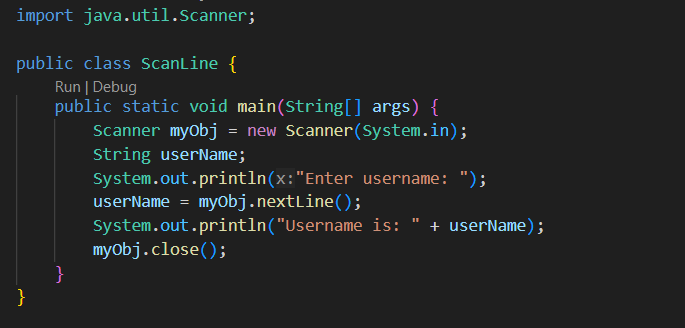 import java.util.Scanner;
public class ScanLine {
Run | Debug
public static void main(String[] args) {
Scanner myObj = new Scanner(System.in);
String userName;
System.out.println(x:"Enter username: ");
userName = myObj.nextLine();
System.out.println("Username is: " + userName);
myObj.close();
}
}